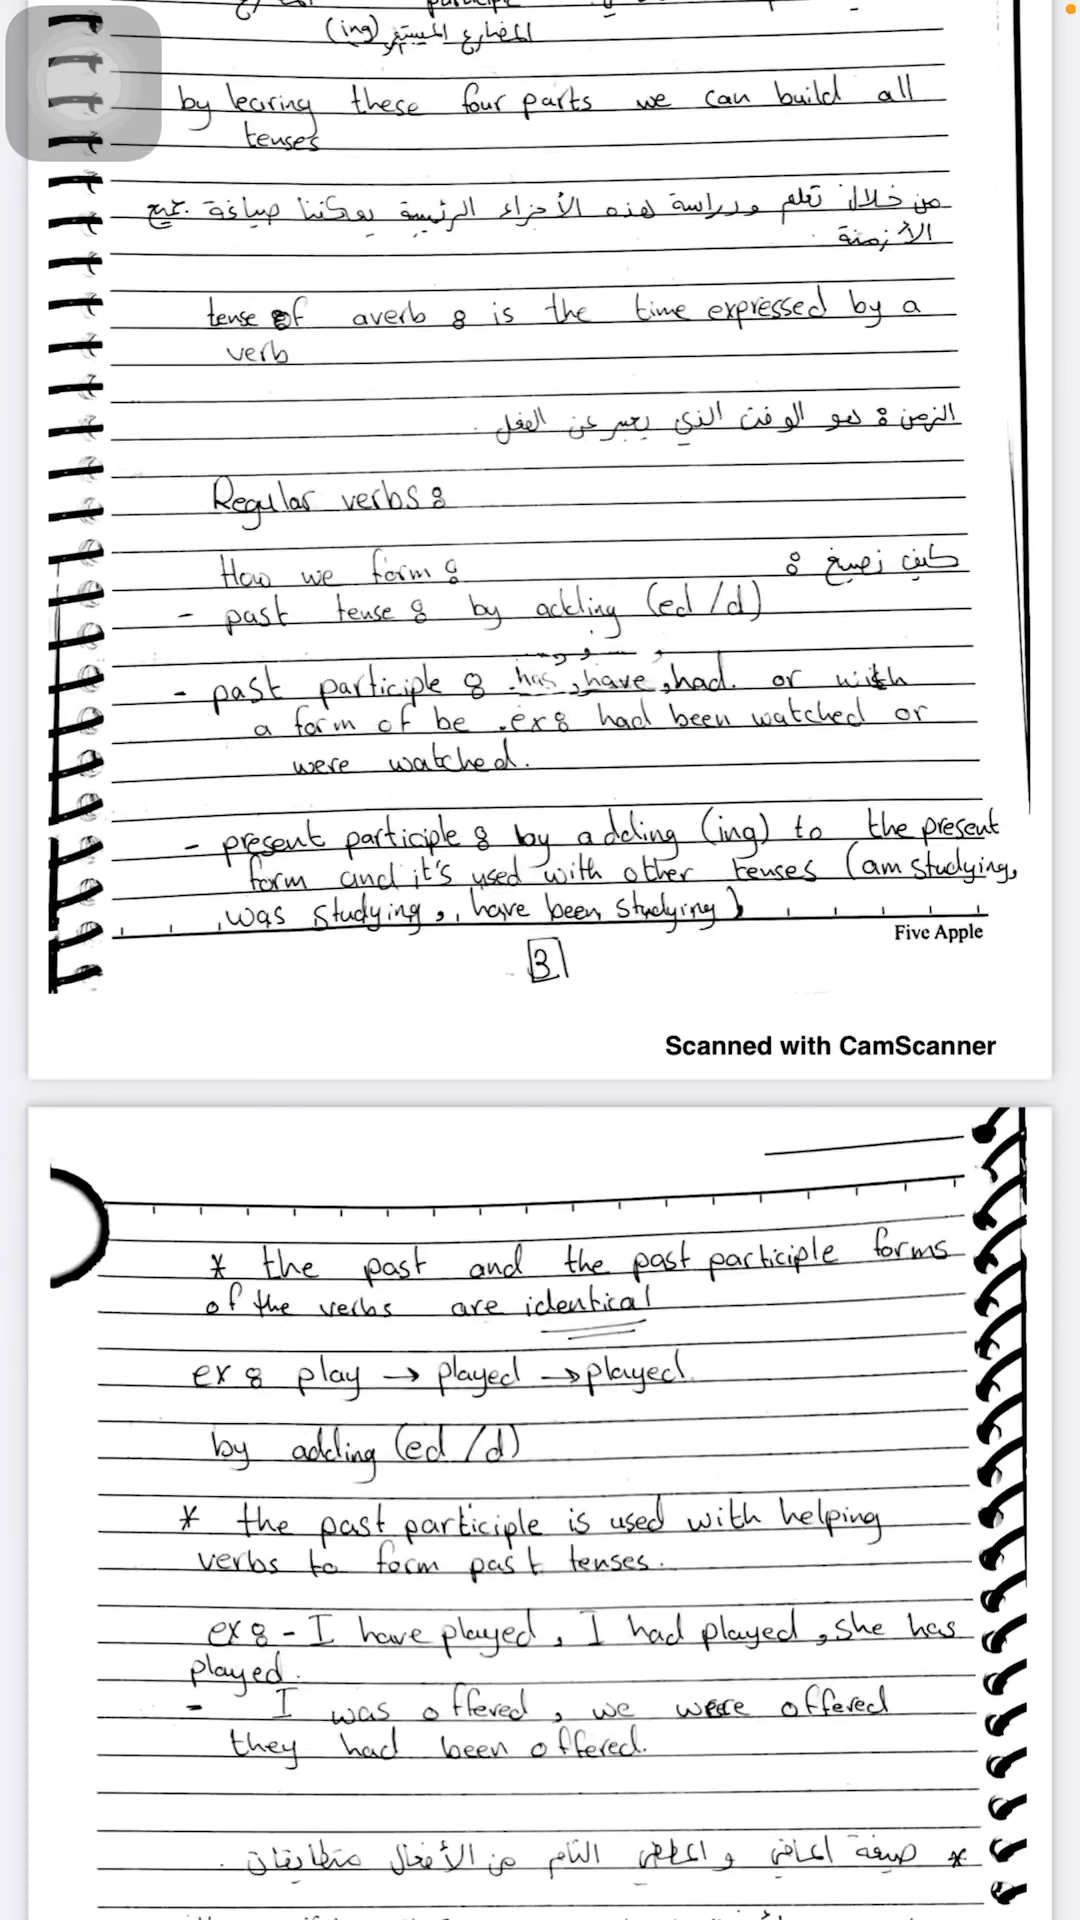 participle
المضارع المستمر (ing)
by learing these four parts we can build all
tenses
من خلال تعلم ودراسة هذه الأجزاء الرئيسية يمكننا صياغة جميع
الأزمنة
tense of averb : is the time expressed by a
verb
الزمن : هو الوقت الذي يعبر عن الفعل .
Regular verbs :
How we form : كيف نصيغ :
- past tense : by adding (ed/d)
- past participle : has, have, had. or with
a form of be .ex: had been watched or
were watched.
- present participle : by adding (ing) to the present
form and it's used with other tenses (am studying,
was studying, have been studying)
Five Apple
3
Scanned with CamScanner
* the past and the past participle forms
of the verbs are identical
ex : play → played → played.
by adding (ed/d)
* the past participle is used with helping
verbs to form past tenses.
ex : - I have played, I had played, she has
played.
- I was offered, we were offered
they had been offered.
* صيغة الماضي و الماضي التام من الأفعال متطابقان .